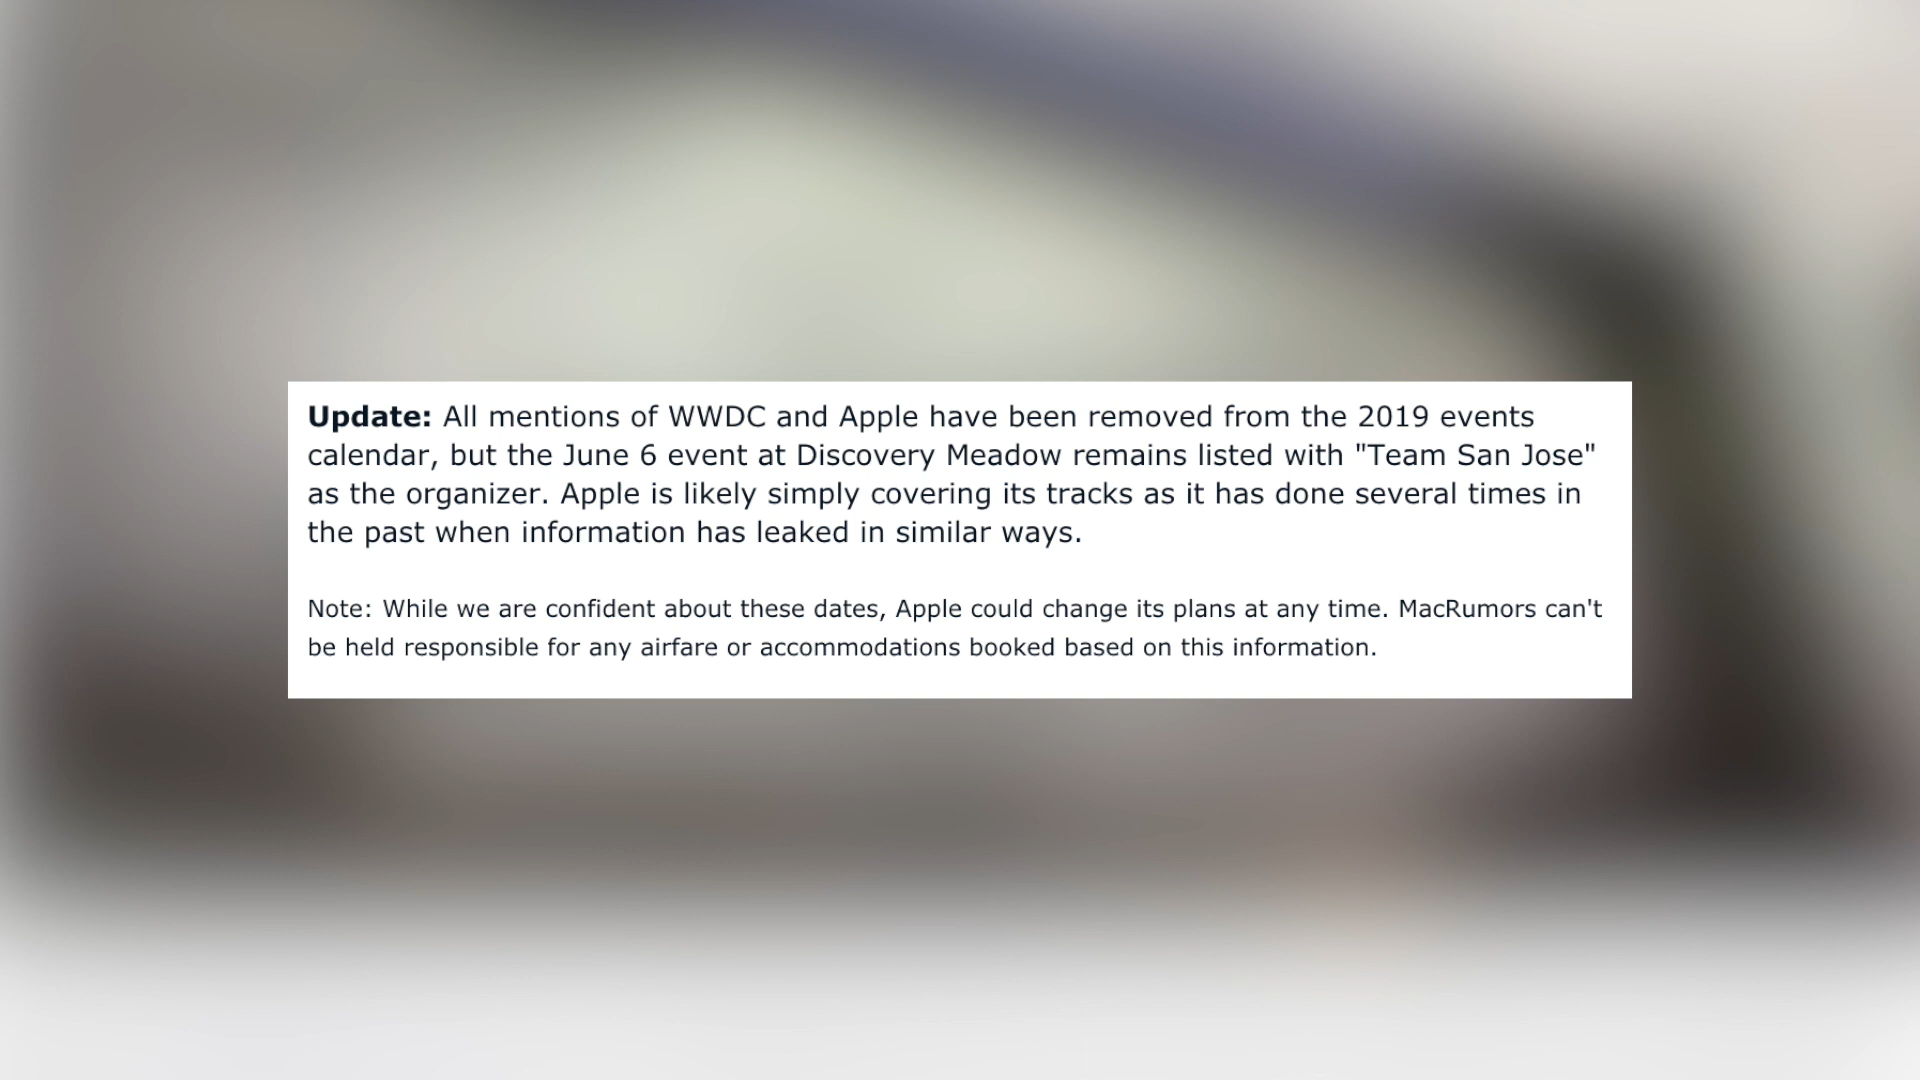 Update: All mentions of WWDC and Apple have been removed from the 2019 events
calendar, but the June 6 event at Discovery Meadow remains listed with "Team San Jose"
as the organizer. Apple is likely simply covering its tracks as it has done several times in
the past when information has leaked in similar ways.
Note: While we are confident about these dates, Apple could change its plans at any time. MacRumors can't
be held responsible for any airfare or accommodations booked based on this information.